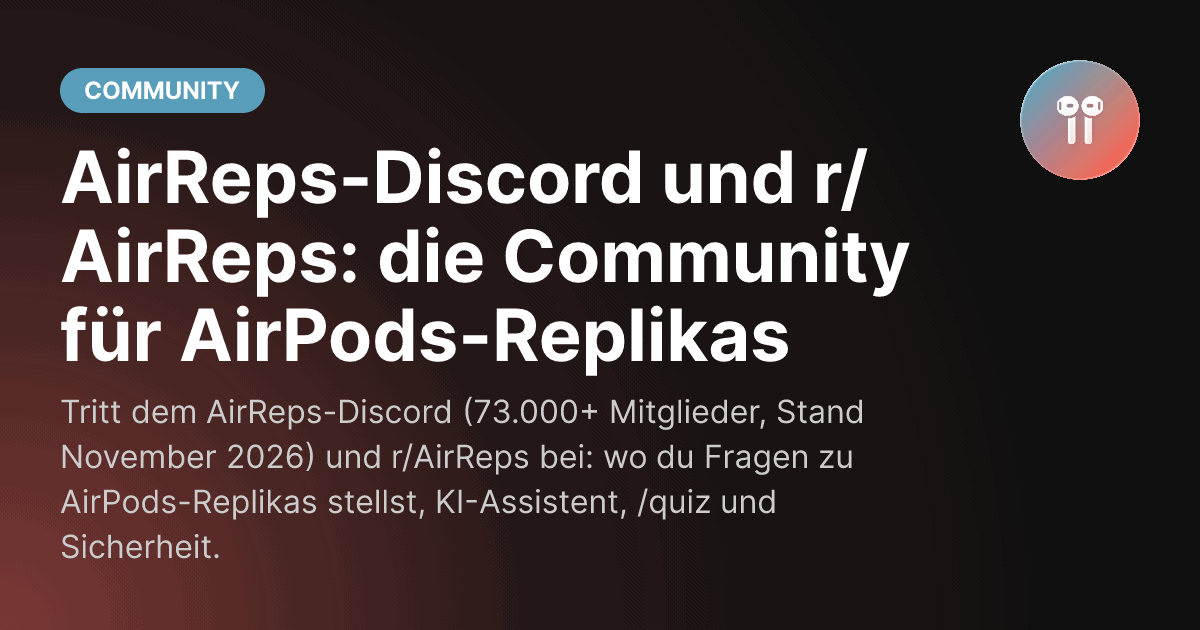 COMMUNITY
AirReps-Discord und r/
AirReps: die Community
für AirPods-Replikas
Tritt dem AirReps-Discord (73.000+ Mitglieder, Stand
November 2026) und r/AirReps bei: wo du Fragen zu
AirPods-Replikas stellst, KI-Assistent, /quiz und
Sicherheit.